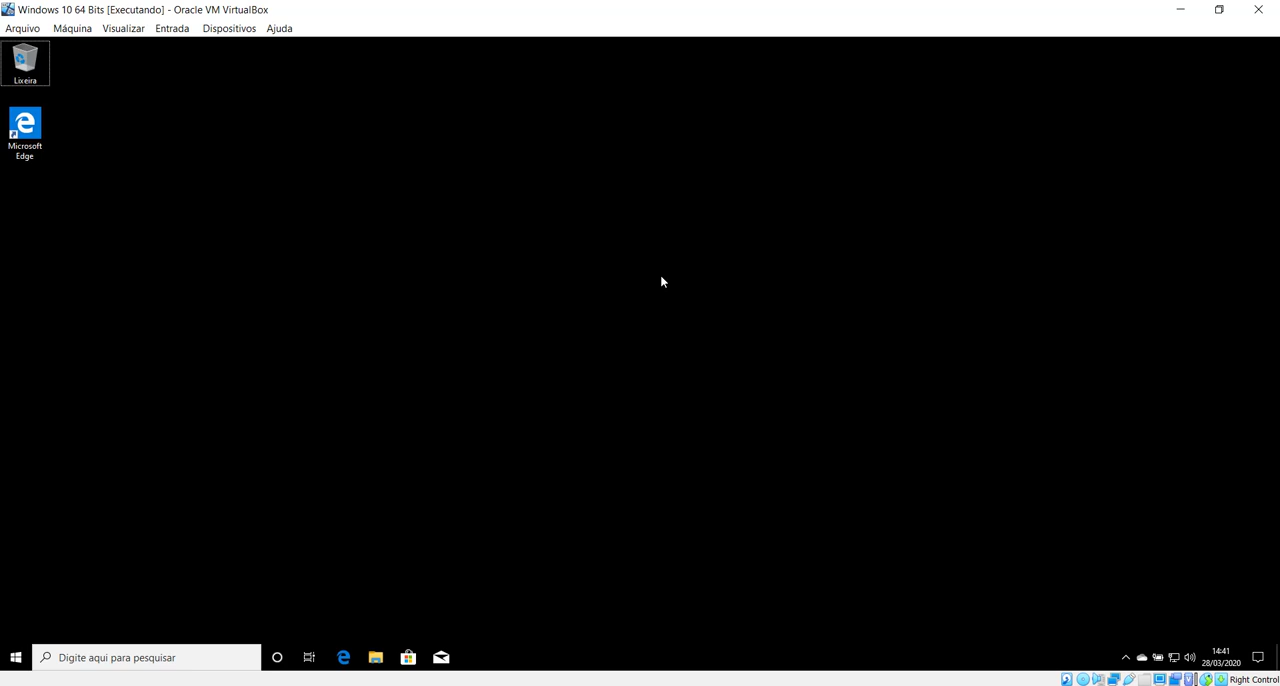 Windows 10 64 Bits [Executando] - Oracle VM VirtualBox
Arquivo Máquina Visualizar Entrada Dispositivos Ajuda
Lixeira
Microsoft
Edge
Digite aqui para pesquisar
14:41
28/03/2020
Right Control